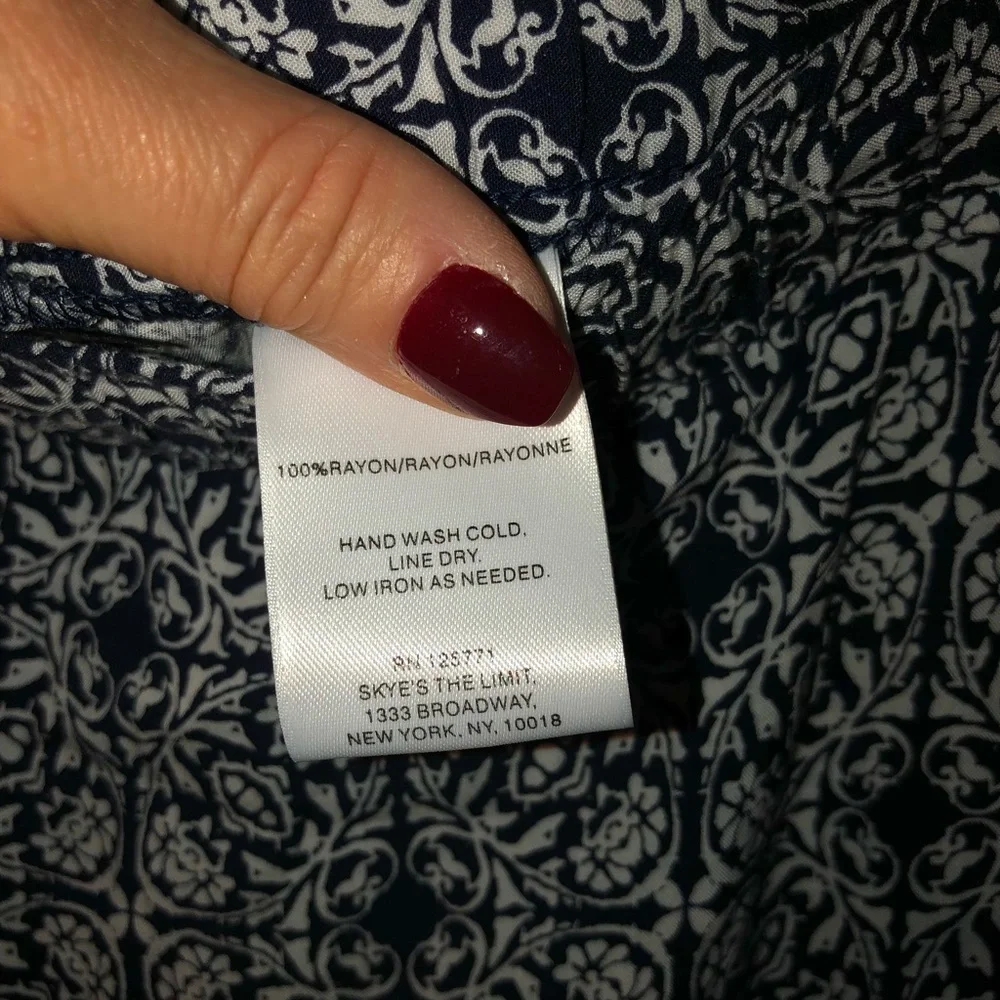 100%RAYON/RAYON/RAYONNE
HAND WASH COLD.
LINE DRY.
LOW IRON AS NEEDED.
RN 125771
SKYE'S THE LIMIT.
1333 BROADWAY,
NEW YORK, NY, 10018